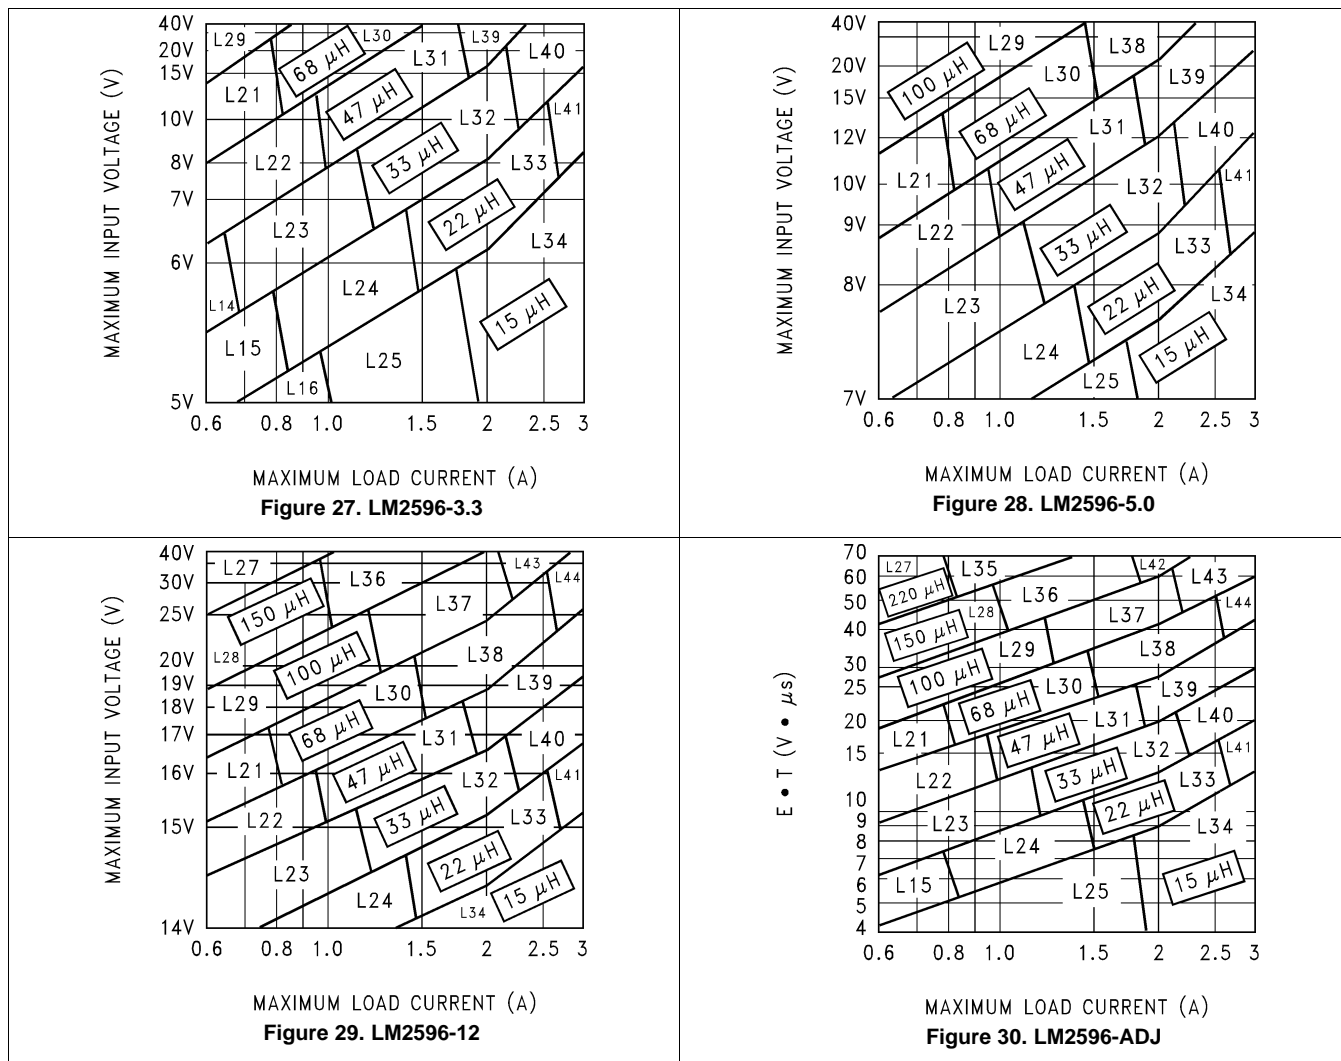 40V
20V
15V
10V
8V
7V
6V
5V
MAXIMUM INPUT VOLTAGE (V)
L29
L30
L39
L40
L31
L21
L41
L32
L22
L33
L23
L34
L24
L14
L15
L25
L16
68 μH
47 μH
33 μH
22 μH
15 μH
0.6 0.8 1.0 1.5 2 2.5 3
MAXIMUM LOAD CURRENT (A)
Figure 27. LM2596-3.3
40V
20V
15V
12V
10V
9V
8V
7V
MAXIMUM INPUT VOLTAGE (V)
L29
L38
L30
L39
L31
L40
L21
L32
L41
L22
L33
L23
L34
L24
L25
100 μH
68 μH
47 μH
33 μH
22 μH
15 μH
0.6 0.8 1.0 1.5 2 2.5 3
MAXIMUM LOAD CURRENT (A)
Figure 28. LM2596-5.0
40V
30V
25V
20V
19V
18V
17V
16V
15V
14V
MAXIMUM INPUT VOLTAGE (V)
L27
L36
L43
L44
L37
L28
L38
L29
L30
L39
L31
L40
L21
L32
L41
L22
L33
L23
L24
L34
150 μH
100 μH
68 μH
47 μH
33 μH
22 μH
15 μH
0.6 0.8 1.0 1.5 2 2.5 3
MAXIMUM LOAD CURRENT (A)
Figure 29. LM2596-12
70
60
50
40
30
25
20
15
10
9
8
7
6
5
4
E • T (V • μs)
L27
L35
L42
L43
L36
L44
L28
L37
L29
L38
L30
L39
L31
L40
L21
L32
L41
L22
L33
L23
L34
L24
L15
L25
220 μH
150 μH
100 μH
68 μH
47 μH
33 μH
22 μH
15 μH
0.6 0.8 1.0 1.5 2 2.5 3
MAXIMUM LOAD CURRENT (A)
Figure 30. LM2596-ADJ